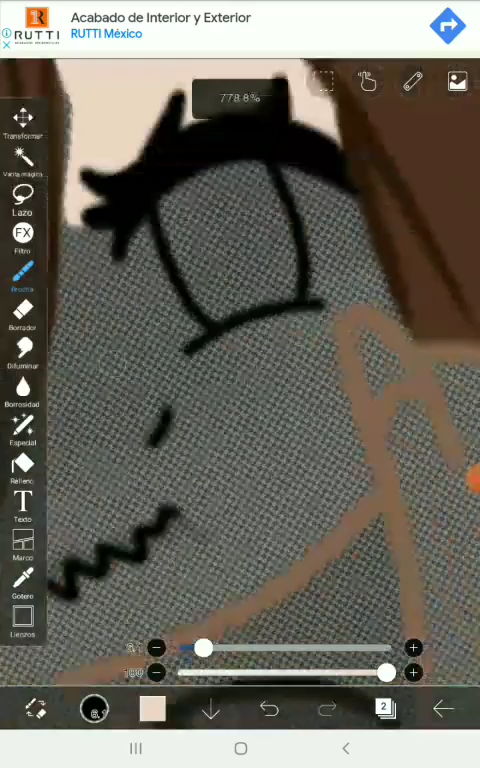 Acabado de Interior y Exterior
RUTTI México
RUTTI
778.8%
Transformar
Varita mágica
Lazo
FX
Filtro
Brocha
Borrador
Difuminar
Borrosidad
Especial
Relleno
T
Texto
Marco
Gotero
Lienzos
100
2